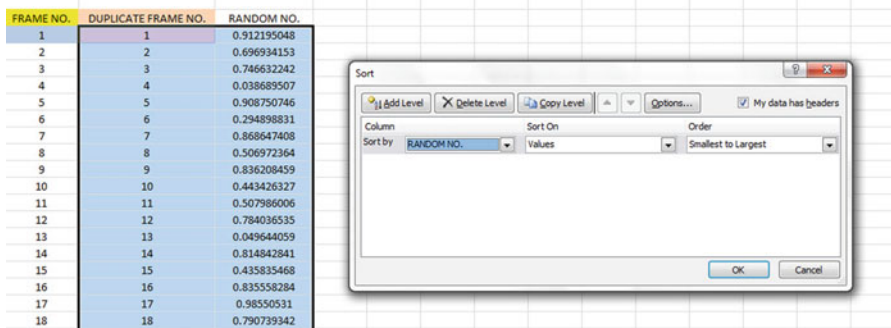 FRAME NO. DUPLICATE FRAME NO. RANDOM NO.
1 1 0.912195048
2 2 0.696934153
3 3 0.746632242
4 4 0.038689507
5 5 0.908750746
6 6 0.294898831
7 7 0.868647408
8 8 0.506972364
9 9 0.836208459
10 10 0.443426327
11 11 0.507986006
12 12 0.784036535
13 13 0.049644059
14 14 0.814842841
15 15 0.435835468
16 16 0.835558284
17 17 0.98550531
18 18 0.790739342
Sort
Add Level Delete Level Copy Level Options... My data has headers
Column Sort On Order
Sort by RANDOM NO. Values Smallest to Largest
OK Cancel